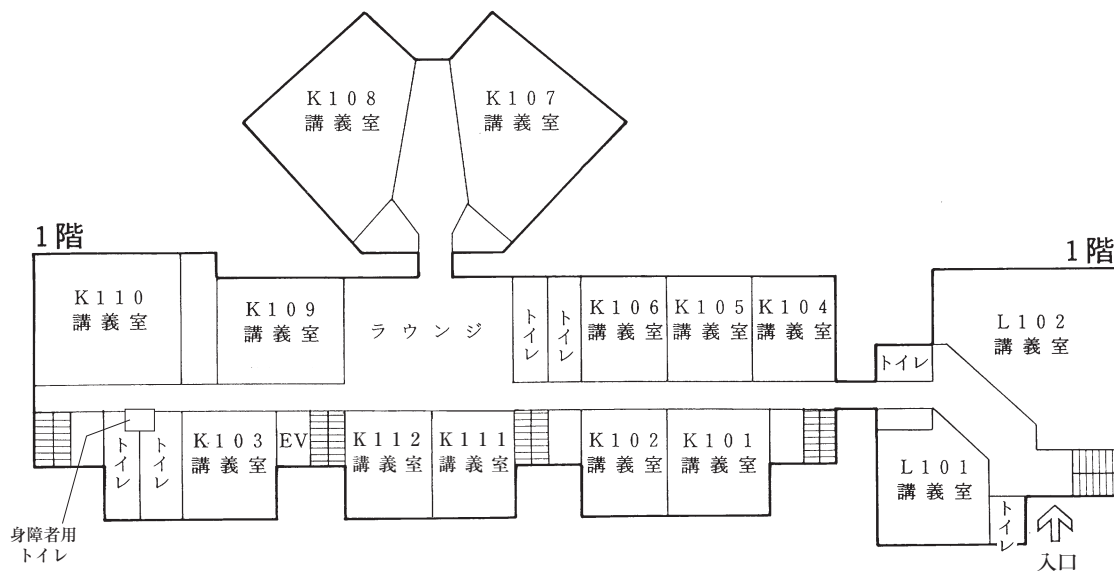 K108
講義室
K107
講義室
1階
1階
K110
講義室
K109
講義室
ラウンジ
トイレ
トイレ
K106
講義室
K105
講義室
K104
講義室
トイレ
L102
講義室
トイレ
トイレ
K103
講義室
EV
K112
講義室
K111
講義室
K102
講義室
K101
講義室
L101
講義室
トイレ
身障者用
トイレ
入口